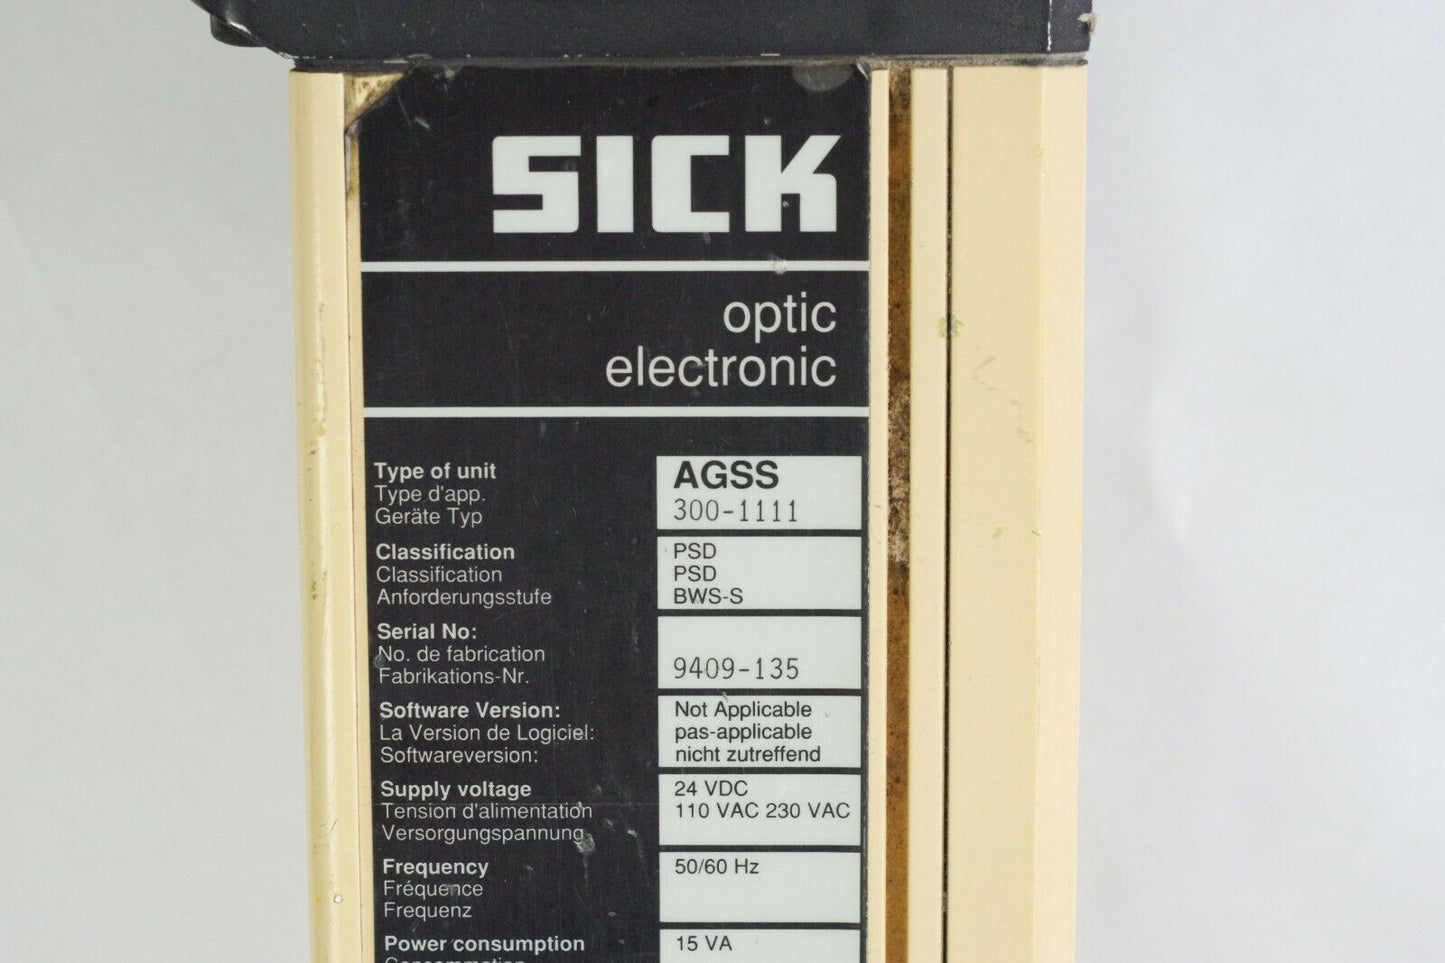 SICK
optic
electronic
Type of unit
Type d'app.
Geräte Typ
AGSS
300-1111
Classification
Classification
Anforderungsstufe
PSD
PSD
BWS-S
Serial No:
No. de fabrication
Fabrikations-Nr.
9409-135
Software Version:
La Version de Logiciel:
Softwareversion:
Not Applicable
pas-applicable
nicht zutreffend
Supply voltage
Tension d'alimentation
Versorgungspannung
24 VDC
110 VAC 230 VAC
Frequency
Fréquence
Frequenz
50/60 Hz
Power consumption
15 VA